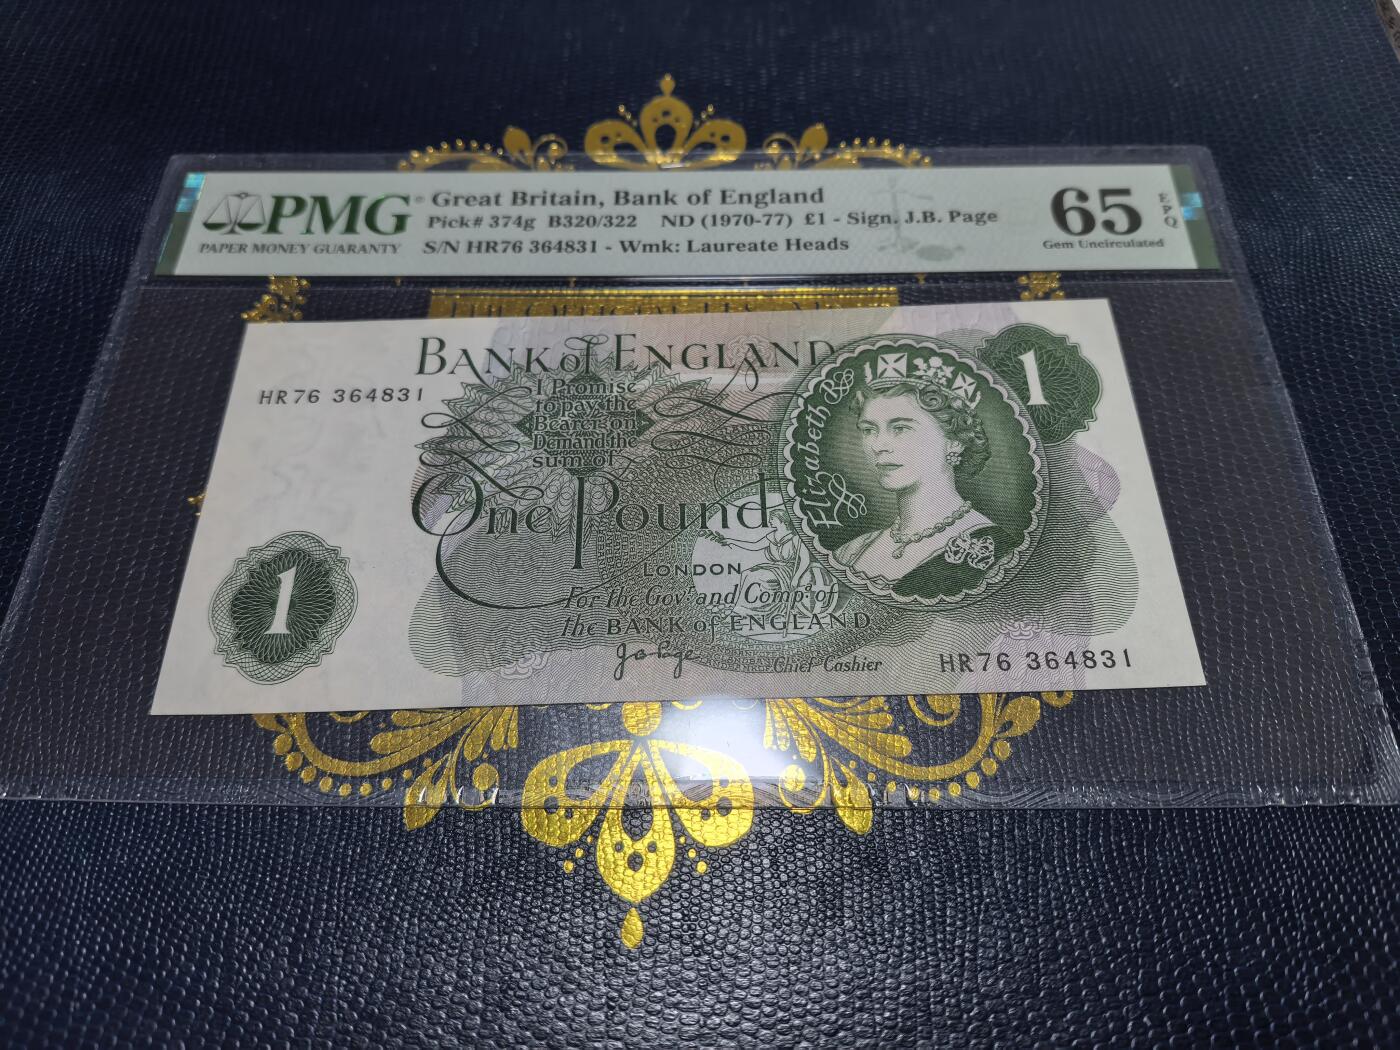 PMG®
PAPER MONEY GUARANTY
Great Britain, Bank of England
Pick# 374g B320/322 ND (1970-77) £1 - Sign. J.B. Page
S/N HR76 364831 - Wmk: Laureate Heads
65
EPQ
Gem Uncirculated
BANK of ENGLAND
HR76 364831
I Promise
to pay the
Bearer on
Demand the
sum of
One Pound
LONDON
For the Govr. and Compa. of
the BANK of ENGLAND
Chief Cashier
HR76 364831
Elizabeth R
1
1